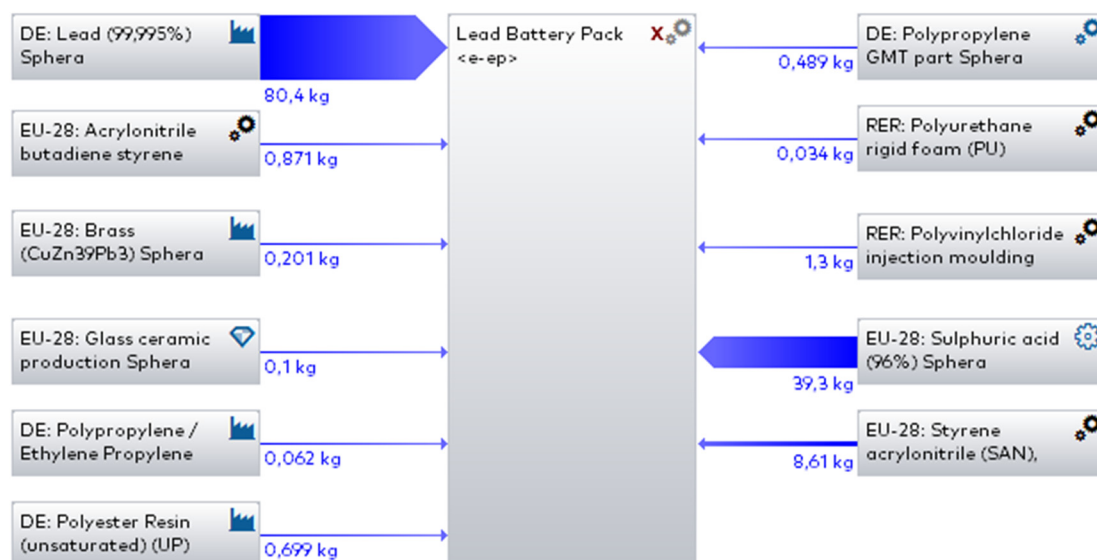 DE: Lead (99,995%)
Sphera
80,4 kg
EU-28: Acrylonitrile
butadiene styrene
0,871 kg
EU-28: Brass
(CuZn39Pb3) Sphera
0,201 kg
EU-28: Glass ceramic
production Sphera
0,1 kg
DE: Polypropylene /
Ethylene Propylene
0,062 kg
DE: Polyester Resin
(unsaturated) (UP)
0,699 kg
Lead Battery Pack X
<e-ep>
DE: Polypropylene
GMT part Sphera
0,489 kg
RER: Polyurethane
rigid foam (PU)
0,034 kg
RER: Polyvinylchloride
injection moulding
1,3 kg
EU-28: Sulphuric acid
(96%) Sphera
39,3 kg
EU-28: Styrene
acrylonitrile (SAN),
8,61 kg